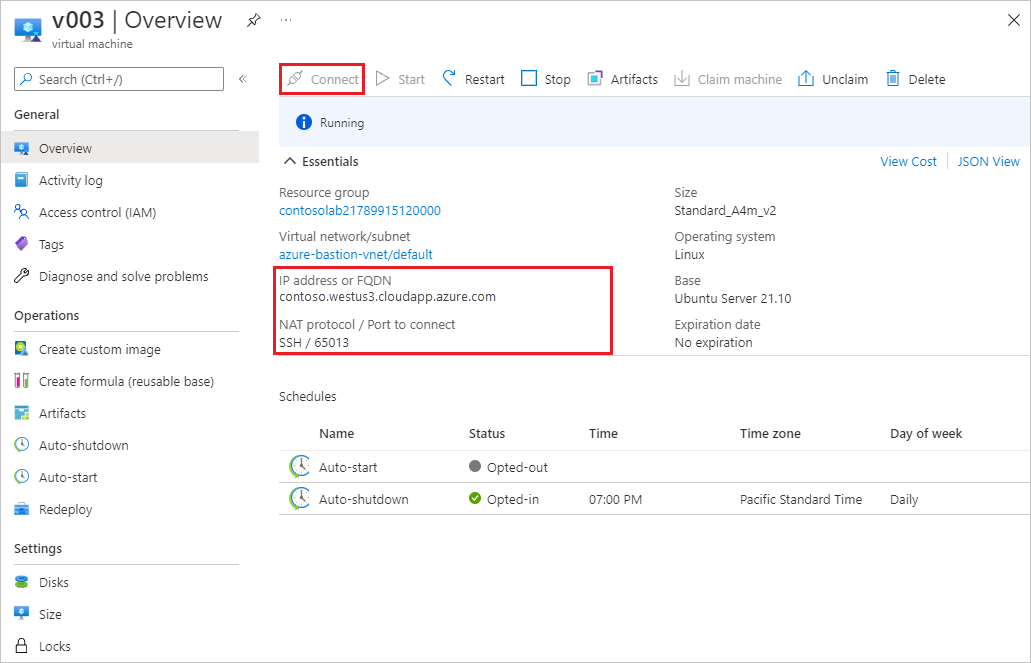 v003 | Overview
virtual machine
Search (Ctrl+/)
General
Overview
Activity log
Access control (IAM)
Tags
Diagnose and solve problems
Operations
Create custom image
Create formula (reusable base)
Artifacts
Auto-shutdown
Auto-start
Redeploy
Settings
Disks
Size
Locks
Connect Start Restart Stop Artifacts Claim machine Unclaim Delete
Running
Essentials
View Cost JSON View
Resource group
contosolab21789915120000
Virtual network/subnet
azure-bastion-vnet/default
IP address or FQDN
contoso.westus3.cloudapp.azure.com
NAT protocol / Port to connect
SSH / 65013
Size
Standard_A4m_v2
Operating system
Linux
Base
Ubuntu Server 21.10
Expiration date
No expiration
Schedules
Name Status Time Time zone Day of week
Auto-start Opted-out
Auto-shutdown Opted-in 07:00 PM Pacific Standard Time Daily